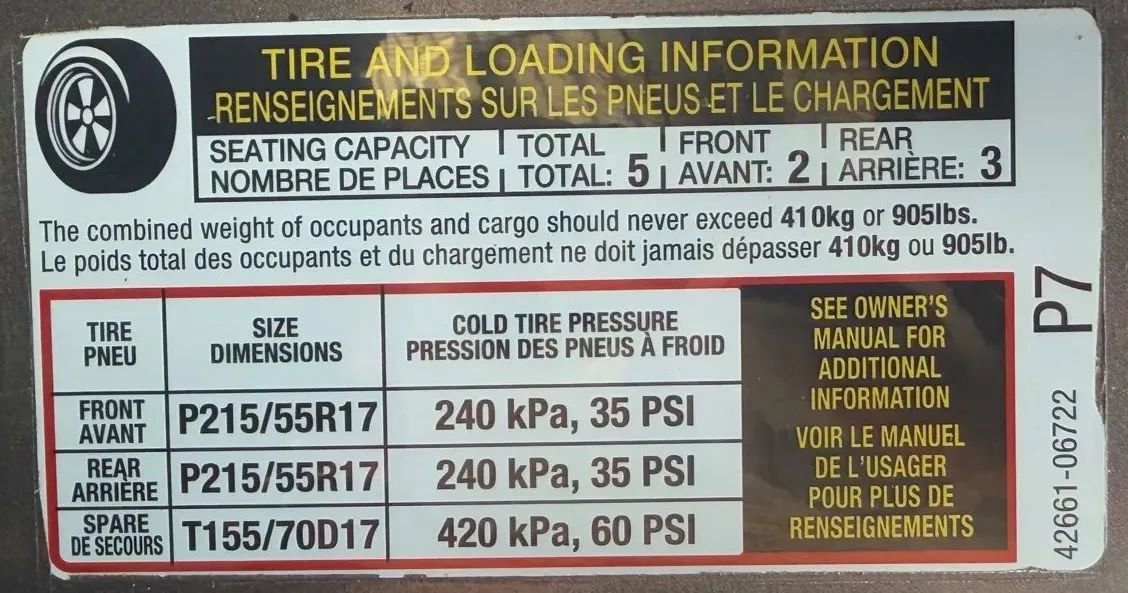 TIRE AND LOADING INFORMATION
RENSEIGNEMENTS SUR LES PNEUS ET LE CHARGEMENT
SEATING CAPACITY TOTAL FRONT REAR
NOMBRE DE PLACES TOTAL: 5 AVANT: 2 ARRIÈRE: 3
The combined weight of occupants and cargo should never exceed 410kg or 905lbs.
Le poids total des occupants et du chargement ne doit jamais dépasser 410kg ou 905lb.
TIRE
PNEU
SIZE
DIMENSIONS
COLD TIRE PRESSURE
PRESSION DES PNEUS À FROID
FRONT
AVANT
P215/55R17
240 kPa, 35 PSI
REAR
ARRIÈRE
P215/55R17
240 kPa, 35 PSI
SPARE
DE SECOURS
T155/70D17
420 kPa, 60 PSI
SEE OWNER'S
MANUAL FOR
ADDITIONAL
INFORMATION
VOIR LE MANUEL
DE L'USAGER
POUR PLUS DE
RENSEIGNEMENTS
42661-06722 P7